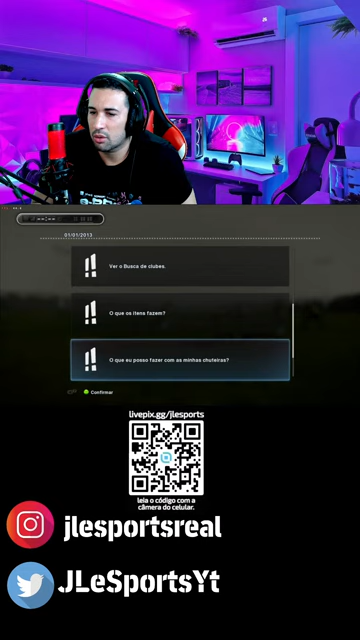 01/01/2013
Ver o Busca de clubes.
O que os itens fazem?
O que eu posso fazer com as minhas chuteiras?
Confirmar
livepix.gg/jlesports
leia o código com a
câmera do celular.
jlesportsreal
JLeSportsYt